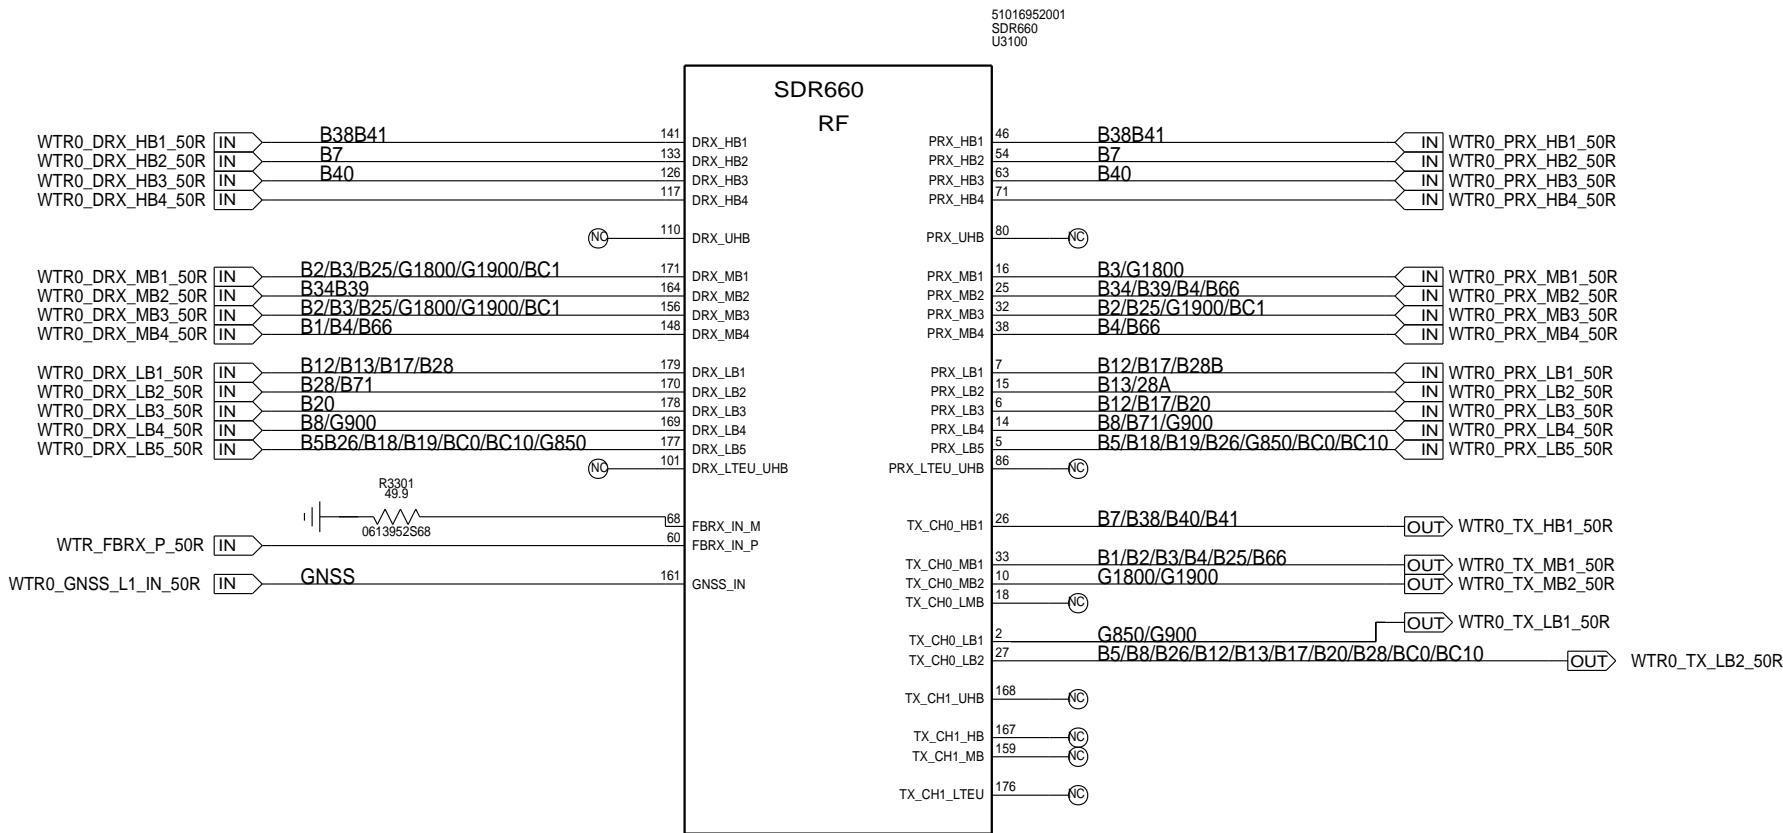 51016952001
SDR660
U3100
SDR660
RF
WTR0_DRX_HB1_50R IN B38B41 141 DRX_HB1 PRX_HB1 46 B38B41 IN WTR0_PRX_HB1_50R
WTR0_DRX_HB2_50R IN B7 133 DRX_HB2 PRX_HB2 54 B7 IN WTR0_PRX_HB2_50R
WTR0_DRX_HB3_50R IN B40 126 DRX_HB3 PRX_HB3 63 B40 IN WTR0_PRX_HB3_50R
WTR0_DRX_HB4_50R IN 117 DRX_HB4 PRX_HB4 71 IN WTR0_PRX_HB4_50R
NC 110 DRX_UHB PRX_UHB 80 NC
WTR0_DRX_MB1_50R IN B2/B3/B25/G1800/G1900/BC1 171 DRX_MB1 PRX_MB1 16 B3/G1800 IN WTR0_PRX_MB1_50R
WTR0_DRX_MB2_50R IN B34B39 164 DRX_MB2 PRX_MB2 25 B34/B39/B4/B66 IN WTR0_PRX_MB2_50R
WTR0_DRX_MB3_50R IN B2/B3/B25/G1800/G1900/BC1 156 DRX_MB3 PRX_MB3 32 B2/B25/G1900/BC1 IN WTR0_PRX_MB3_50R
WTR0_DRX_MB4_50R IN B1/B4/B66 148 DRX_MB4 PRX_MB4 38 B4/B66 IN WTR0_PRX_MB4_50R
WTR0_DRX_LB1_50R IN B12/B13/B17/B28 179 DRX_LB1 PRX_LB1 7 B12/B17/B28B IN WTR0_PRX_LB1_50R
WTR0_DRX_LB2_50R IN B28/B71 170 DRX_LB2 PRX_LB2 15 B13/28A IN WTR0_PRX_LB2_50R
WTR0_DRX_LB3_50R IN B20 178 DRX_LB3 PRX_LB3 6 B12/B17/B20 IN WTR0_PRX_LB3_50R
WTR0_DRX_LB4_50R IN B8/G900 169 DRX_LB4 PRX_LB4 14 B8/B71/G900 IN WTR0_PRX_LB4_50R
WTR0_DRX_LB5_50R IN B5B26/B18/B19/BC0/BC10/G850 177 DRX_LB5 PRX_LB5 5 B5/B18/B19/B26/G850/BC0/BC10 IN WTR0_PRX_LB5_50R
NC 101 DRX_LTEU_UHB PRX_LTEU_UHB 86 NC
R3301
49.9
0613952S68
68 FBRX_IN_M TX_CH0_HB1 26 B7/B38/B40/B41 OUT WTR0_TX_HB1_50R
WTR_FBRX_P_50R IN 60 FBRX_IN_P
TX_CH0_MB1 33 B1/B2/B3/B4/B25/B66 OUT WTR0_TX_MB1_50R
WTR0_GNSS_L1_IN_50R IN GNSS 161 GNSS_IN TX_CH0_MB2 10 G1800/G1900 OUT WTR0_TX_MB2_50R
TX_CH0_LMB 18 NC
OUT WTR0_TX_LB1_50R
TX_CH0_LB1 2 G850/G900
TX_CH0_LB2 27 B5/B8/B26/B12/B13/B17/B20/B28/BC0/BC10 OUT WTR0_TX_LB2_50R
TX_CH1_UHB 168 NC
TX_CH1_HB 167 NC
TX_CH1_MB 159 NC
TX_CH1_LTEU 176 NC